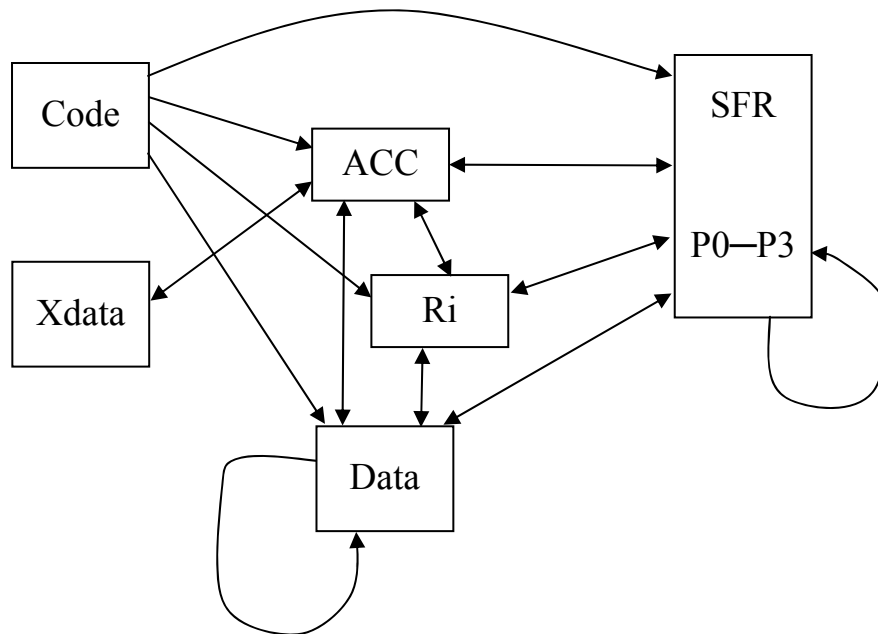 Code
SFR
ACC
P0—P3
Xdata
Ri
Data